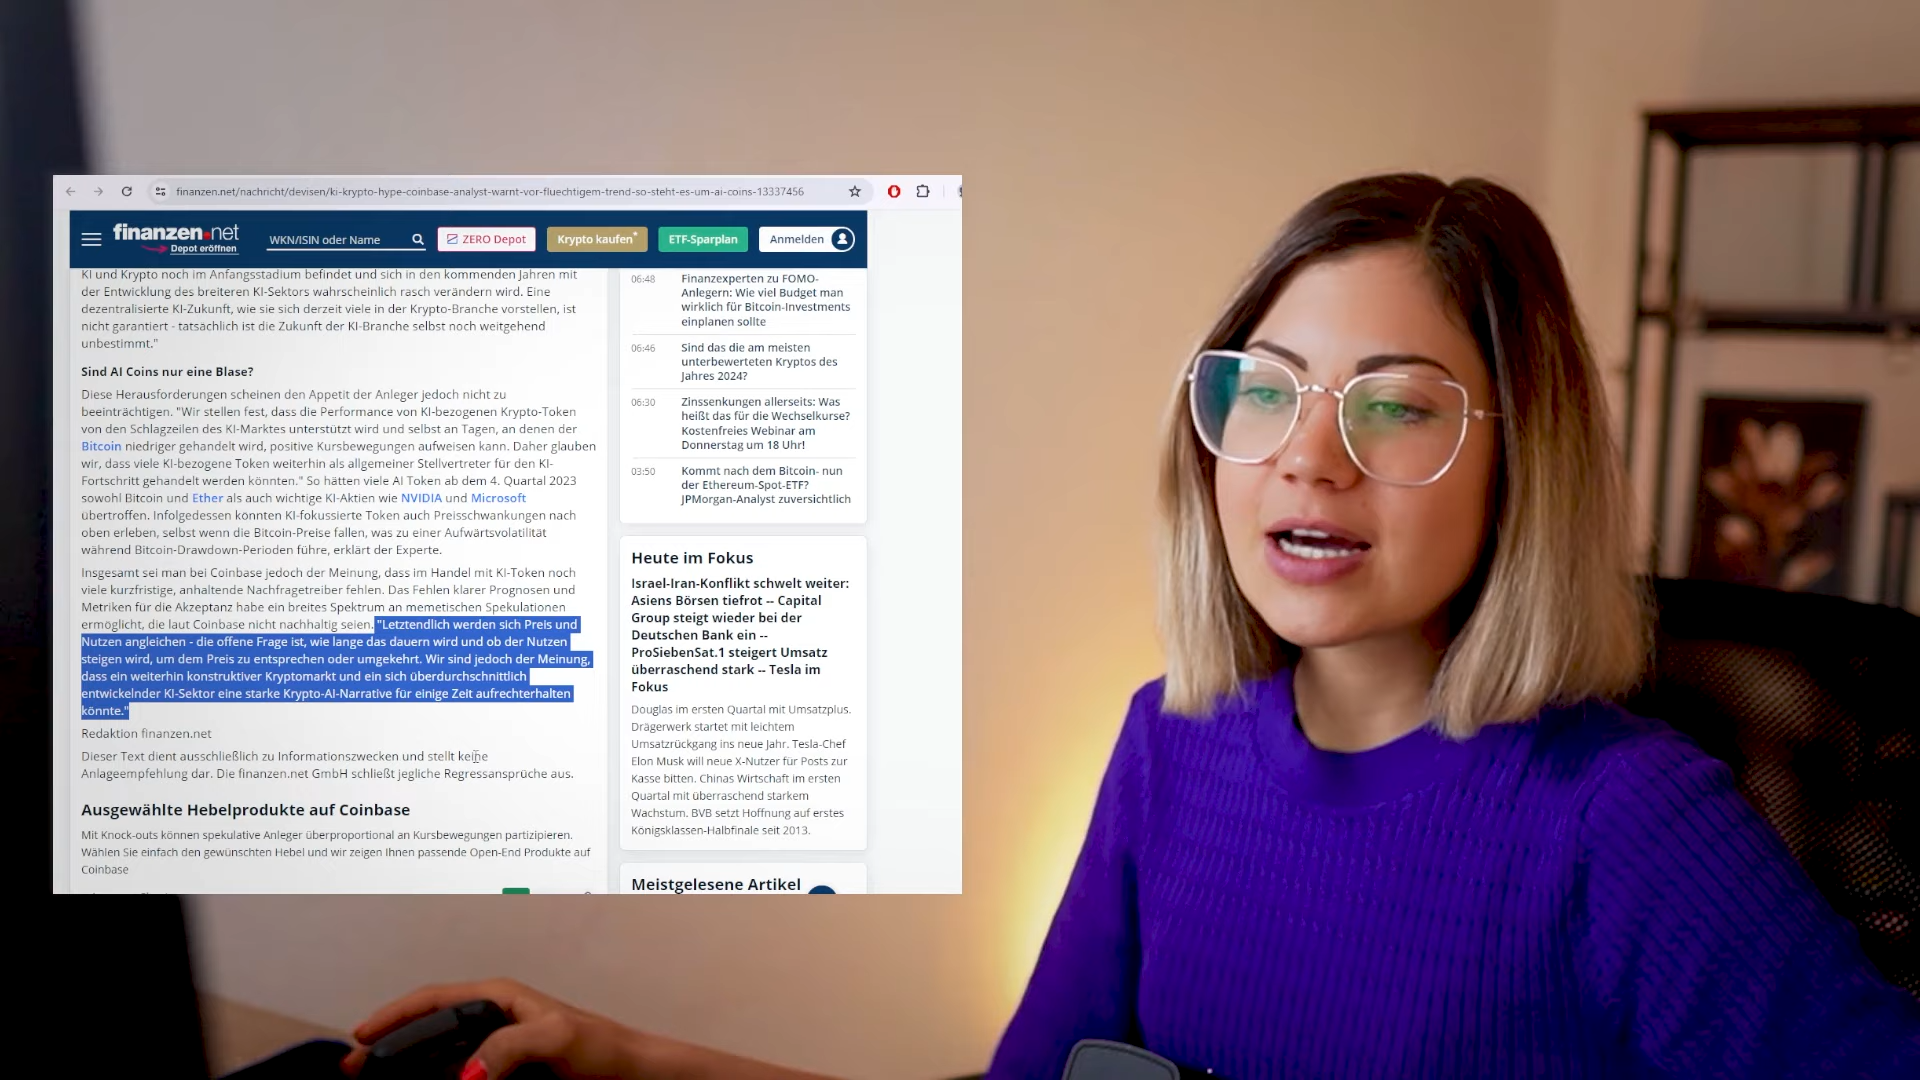 finanzen.net/nachricht/devisen/ki-krypto-hype-coinbase-analyst-warnt-vor-fluechtigem-trend-so-steht-es-um-ai-coins-13337456
finanzen.net
Depot eröffnen
WKN/ISIN oder Name
ZERO Depot
Krypto kaufen*
ETF-Sparplan
Anmelden
KI und Krypto noch im Anfangsstadium befindet und sich in den kommenden Jahren mit
der Entwicklung des breiteren KI-Sektors wahrscheinlich rasch verändern wird. Eine
dezentralisierte KI-Zukunft, wie sie sich derzeit viele in der Krypto-Branche vorstellen, ist
nicht garantiert - tatsächlich ist die Zukunft der KI-Branche selbst noch weitgehend
unbestimmt."
Sind AI Coins nur eine Blase?
Diese Herausforderungen scheinen den Appetit der Anleger jedoch nicht zu
beeinträchtigen. "Wir stellen fest, dass die Performance von KI-bezogenen Krypto-Token
von den Schlagzeilen des KI-Marktes unterstützt wird und selbst an Tagen, an denen der
Bitcoin niedriger gehandelt wird, positive Kursbewegungen aufweisen kann. Daher glauben
wir, dass viele KI-bezogene Token weiterhin als allgemeiner Stellvertreter für den KI-
Fortschritt gehandelt werden könnten." So hätten viele AI Token ab dem 4. Quartal 2023
sowohl Bitcoin und Ether als auch wichtige KI-Aktien wie NVIDIA und Microsoft
übertroffen. Infolgedessen könnten KI-fokussierte Token auch Preisschwankungen nach
oben erleben, selbst wenn die Bitcoin-Preise fallen, was zu einer Aufwärtsvolatilität
während Bitcoin-Drawdown-Perioden führe, erklärt der Experte.
Insgesamt sei man bei Coinbase jedoch der Meinung, dass im Handel mit KI-Token noch
viele kurzfristige, anhaltende Nachfragetreiber fehlen. Das Fehlen klarer Prognosen und
Metriken für die Akzeptanz habe ein breites Spektrum an memetischen Spekulationen
ermöglicht, die laut Coinbase nicht nachhaltig seien. "Letztendlich werden sich Preis und
Nutzen angleichen - die offene Frage ist, wie lange das dauern wird und ob der Nutzen
steigen wird, um dem Preis zu entsprechen oder umgekehrt. Wir sind jedoch der Meinung,
dass ein weiterhin konstruktiver Kryptomarkt und ein sich überdurchschnittlich
entwickelnder KI-Sektor eine starke Krypto-AI-Narrative für einige Zeit aufrechterhalten
könnte."
Redaktion finanzen.net
Dieser Text dient ausschließlich zu Informationszwecken und stellt keine
Anlageempfehlung dar. Die finanzen.net GmbH schließt jegliche Regressansprüche aus.
Ausgewählte Hebelprodukte auf Coinbase
Mit Knock-outs können spekulative Anleger überproportional an Kursbewegungen partizipieren.
Wählen Sie einfach den gewünschten Hebel und wir zeigen Ihnen passende Open-End Produkte auf
Coinbase
06:48
Finanzexperten zu FOMO-
Anlegern: Wie viel Budget man
wirklich für Bitcoin-Investments
einplanen sollte
06:46
Sind das die am meisten
unterbewerteten Kryptos des
Jahres 2024?
06:30
Zinssenkungen allerseits: Was
heißt das für die Wechselkurse?
Kostenfreies Webinar am
Donnerstag um 18 Uhr!
03:50
Kommt nach dem Bitcoin- nun
der Ethereum-Spot-ETF?
JPMorgan-Analyst zuversichtlich
Heute im Fokus
Israel-Iran-Konflikt schwelt weiter:
Asiens Börsen tiefrot -- Capital
Group steigt wieder bei der
Deutschen Bank ein --
ProSiebenSat.1 steigert Umsatz
überraschend stark -- Tesla im
Fokus
Douglas im ersten Quartal mit Umsatzplus.
Drägerwerk startet mit leichtem
Umsatzrückgang ins neue Jahr. Tesla-Chef
Elon Musk will neue X-Nutzer für Posts zur
Kasse bitten. Chinas Wirtschaft im ersten
Quartal mit überraschend starkem
Wachstum. BVB setzt Hoffnung auf erstes
Königsklassen-Halbfinale seit 2013.
Meistgelesene Artikel